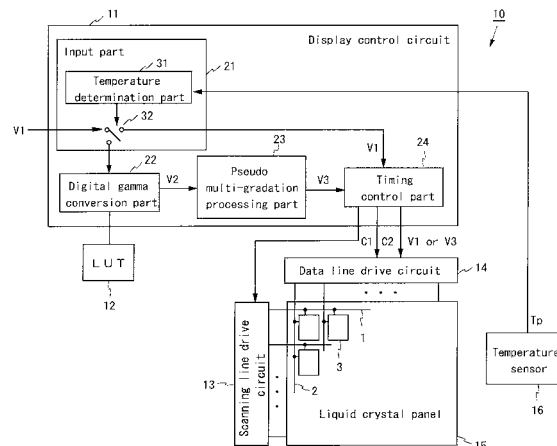 10
11
Display control circuit
Input part
21
31
Temperature
determination part
32
V1
V1
22
23
24
Digital gamma
conversion part
V2
Pseudo
multi-gradation
processing part
V3
Timing
control part
C1 C2 V1 or V3
LUT
12
Data line drive circuit
14
Scanning line drive
circuit
13
1
2
3
Liquid crystal panel
15
Tp
Temperature
sensor
16